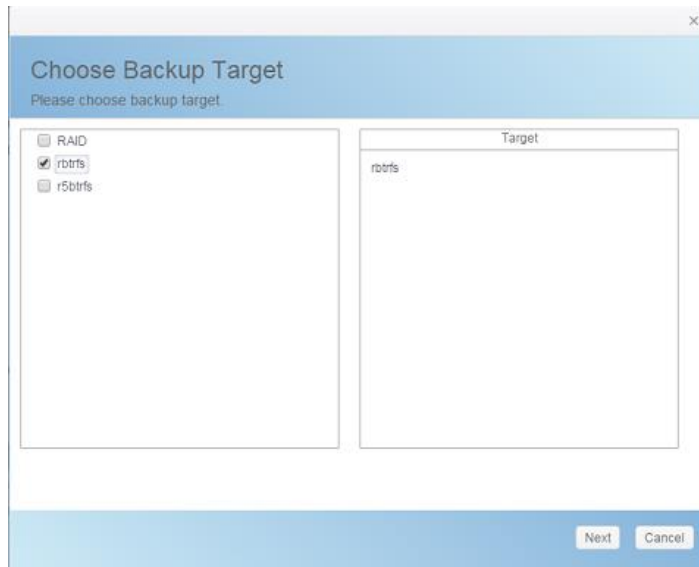 Choose Backup Target
Please choose backup target.
RAID
rbtrfs
r5btrfs
Target
rbtrfs
Next
Cancel